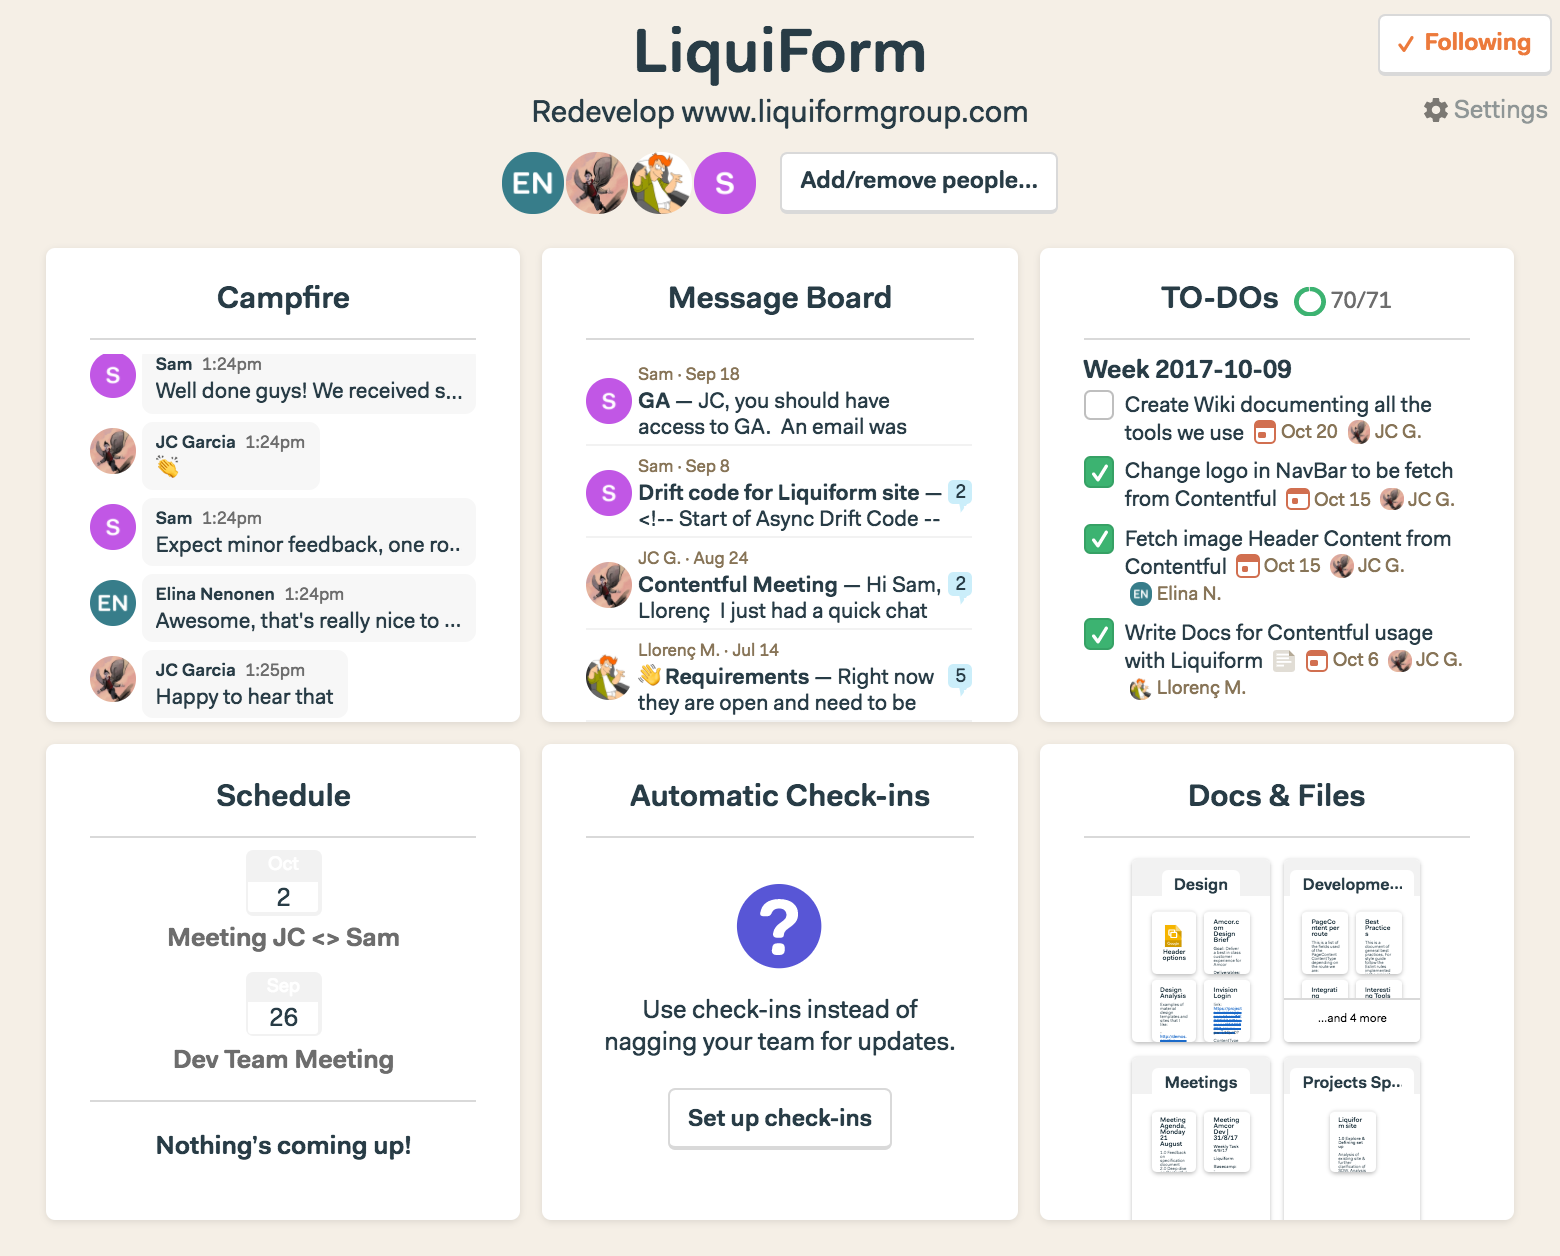 LiquiForm
✓ Following
Redevelop www.liquiformgroup.com
Settings
EN
S
Add/remove people...
Campfire
S
Sam 1:24pm
Well done guys! We received s...
JC Garcia 1:24pm
👏
S
Sam 1:24pm
Expect minor feedback, one ro..
EN
Elina Nenonen 1:24pm
Awesome, that's really nice to ...
JC Garcia 1:25pm
Happy to hear that
Message Board
Sam · Sep 18
S
GA — JC, you should have
access to GA. An email was
Sam · Sep 8
S
Drift code for Liquiform site — 2
<!-- Start of Async Drift Code --
JC G. · Aug 24
Contentful Meeting — Hi Sam, 2
Llorenç I just had a quick chat
Llorenç M. · Jul 14
👋 Requirements — Right now 5
they are open and need to be
TO-DOs 70/71
Week 2017-10-09
Create Wiki documenting all the
tools we use Oct 20 JC G.
Change logo in NavBar to be fetch
from Contentful Oct 15 JC G.
Fetch image Header Content from
Contentful Oct 15 JC G.
EN Elina N.
Write Docs for Contentful usage
with Liquiform Oct 6 JC G.
Llorenç M.
Schedule
Oct
2
Meeting JC <> Sam
Sep
26
Dev Team Meeting
Nothing's coming up!
Automatic Check-ins
?
Use check-ins instead of
nagging your team for updates.
Set up check-ins
Docs & Files
Design
Header
options
Amcor.c
om
Design
Brief
Design
Analysis
Invision
Login
Developme...
PageCo
ntent per
route
Best
Practice
s
Integrati
ng
Interesti
ng Tools
...and 4 more
Meetings
Meeting
Agenda,
Monday
21
August
Meeting
Amcor
Dev |
31/8/17
Projects Sp..
Liquifor
m site